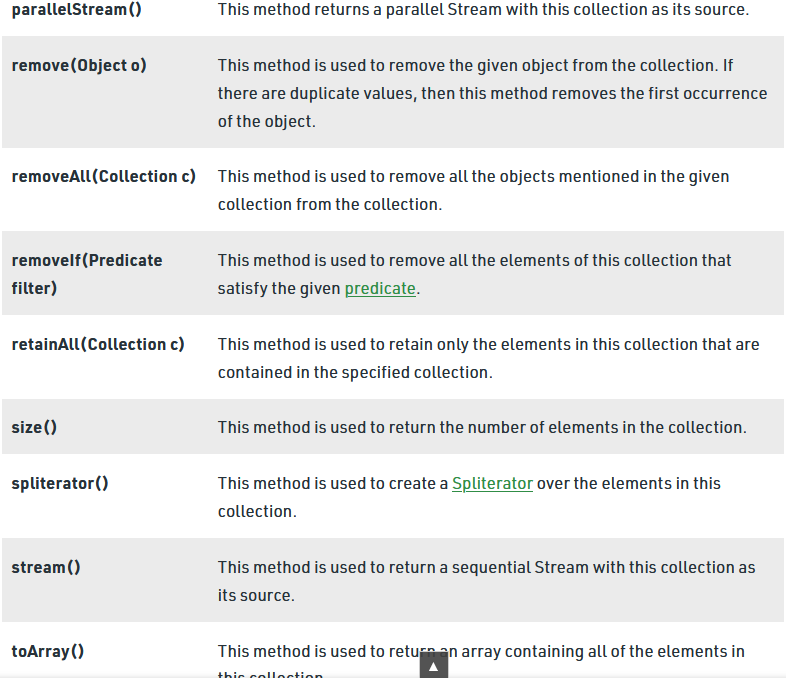 parallelStream() This method returns a parallel Stream with this collection as its source.
remove(Object o) This method is used to remove the given object from the collection. If
there are duplicate values, then this method removes the first occurrence
of the object.
removeAll(Collection c) This method is used to remove all the objects mentioned in the given
collection from the collection.
removeIf(Predicate This method is used to remove all the elements of this collection that
filter) satisfy the given predicate.
retainAll(Collection c) This method is used to retain only the elements in this collection that are
contained in the specified collection.
size() This method is used to return the number of elements in the collection.
spliterator() This method is used to create a Spliterator over the elements in this
collection.
stream() This method is used to return a sequential Stream with this collection as
its source.
toArray() This method is used to return an array containing all of the elements in
this collection.